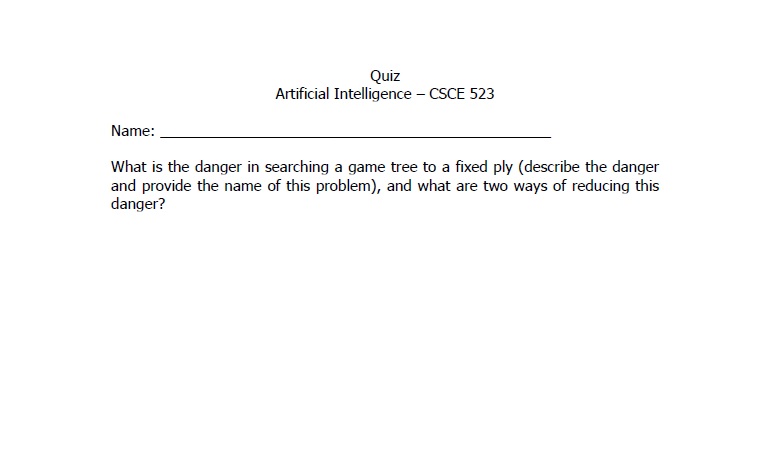 Quiz
Artificial Intelligence – CSCE 523
Name: 
What is the danger in searching a game tree to a fixed ply (describe the danger
and provide the name of this problem), and what are two ways of reducing this
danger?